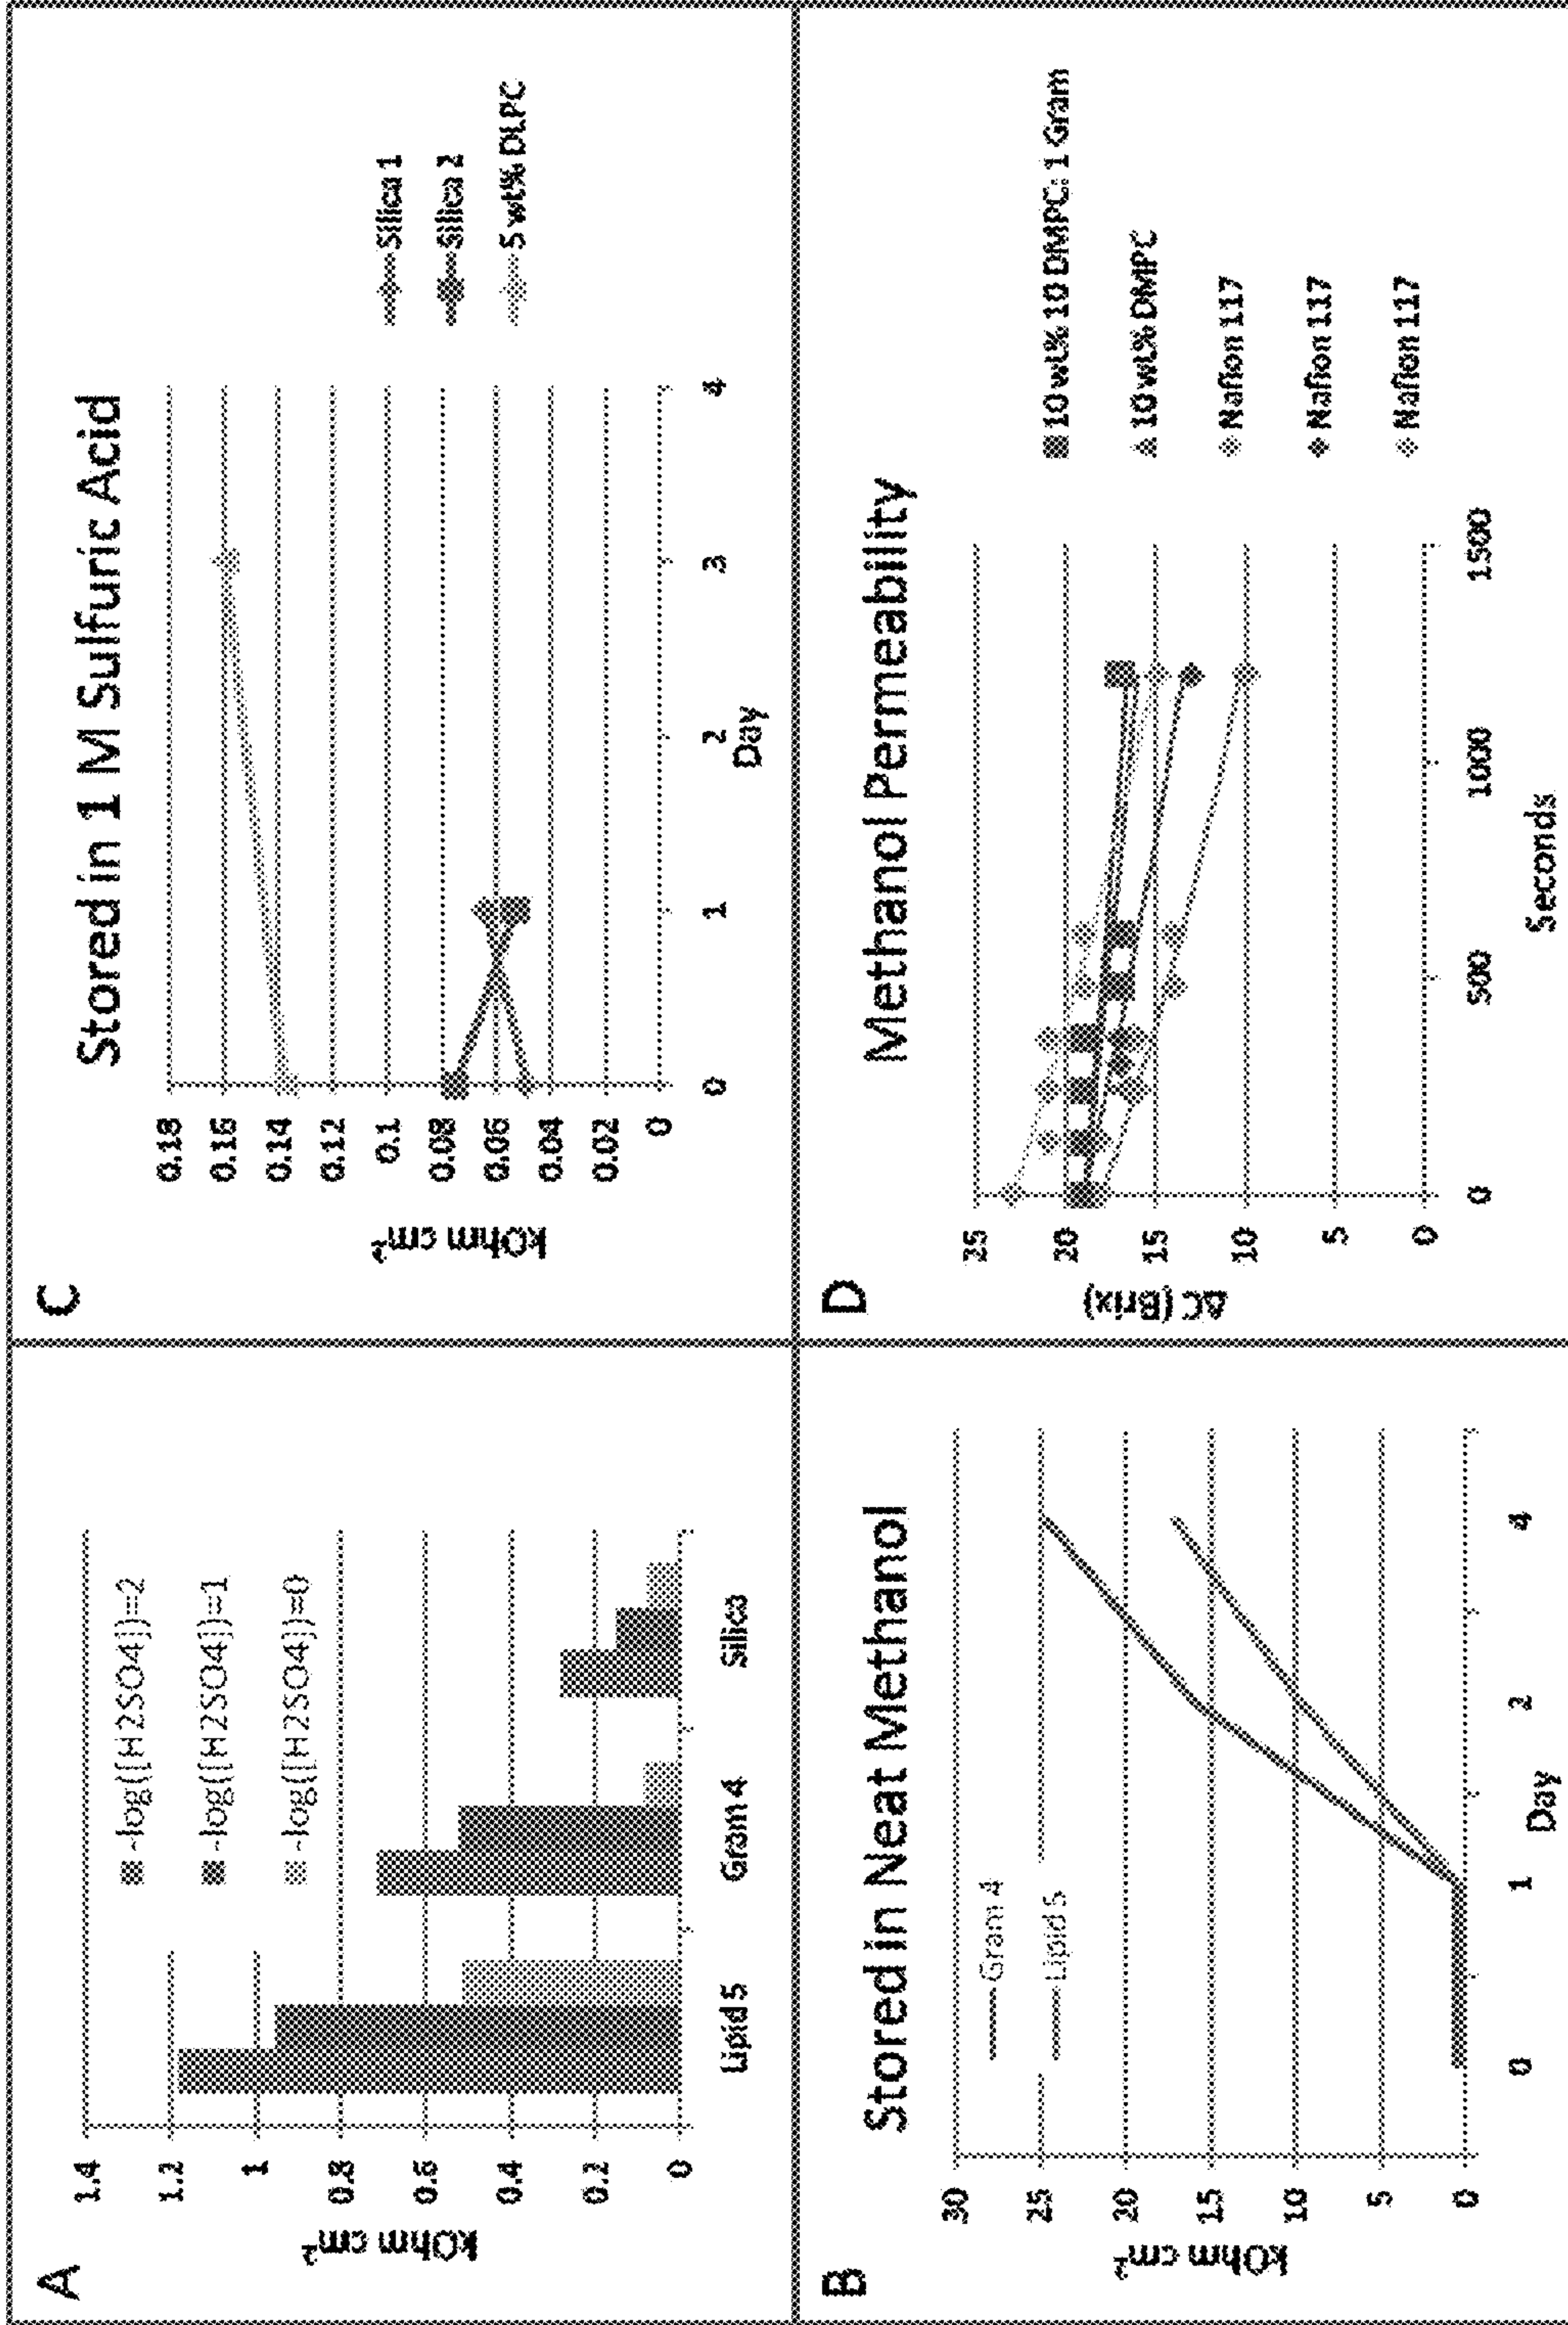 A
kOhm cm²
1.4
1.2
1
0.8
0.6
0.4
0.2
0
-log([H2SO4])=2
-log([H2SO4])=1
-log([H2SO4])=0
Lipid 5
Gram 4
Silica
B
Stored in Neat Methanol
kOhm cm²
30
25
20
15
10
5
0
Gram 4
Lipid 5
0
1
2
4
Day
C
Stored in 1 M Sulfuric Acid
kOhm cm²
0.18
0.16
0.14
0.12
0.1
0.08
0.06
0.04
0.02
0
0
1
2
3
4
Day
Silica 1
Silica 2
5 wt% DLPC
D
Methanol Permeability
ΔC (Brix)
25
20
15
10
5
0
0
500
1000
1500
Seconds
10 wt% 10 DMPC: 1 Gram
10 wt% DMPC
Nafion 117
Nafion 117
Nafion 117